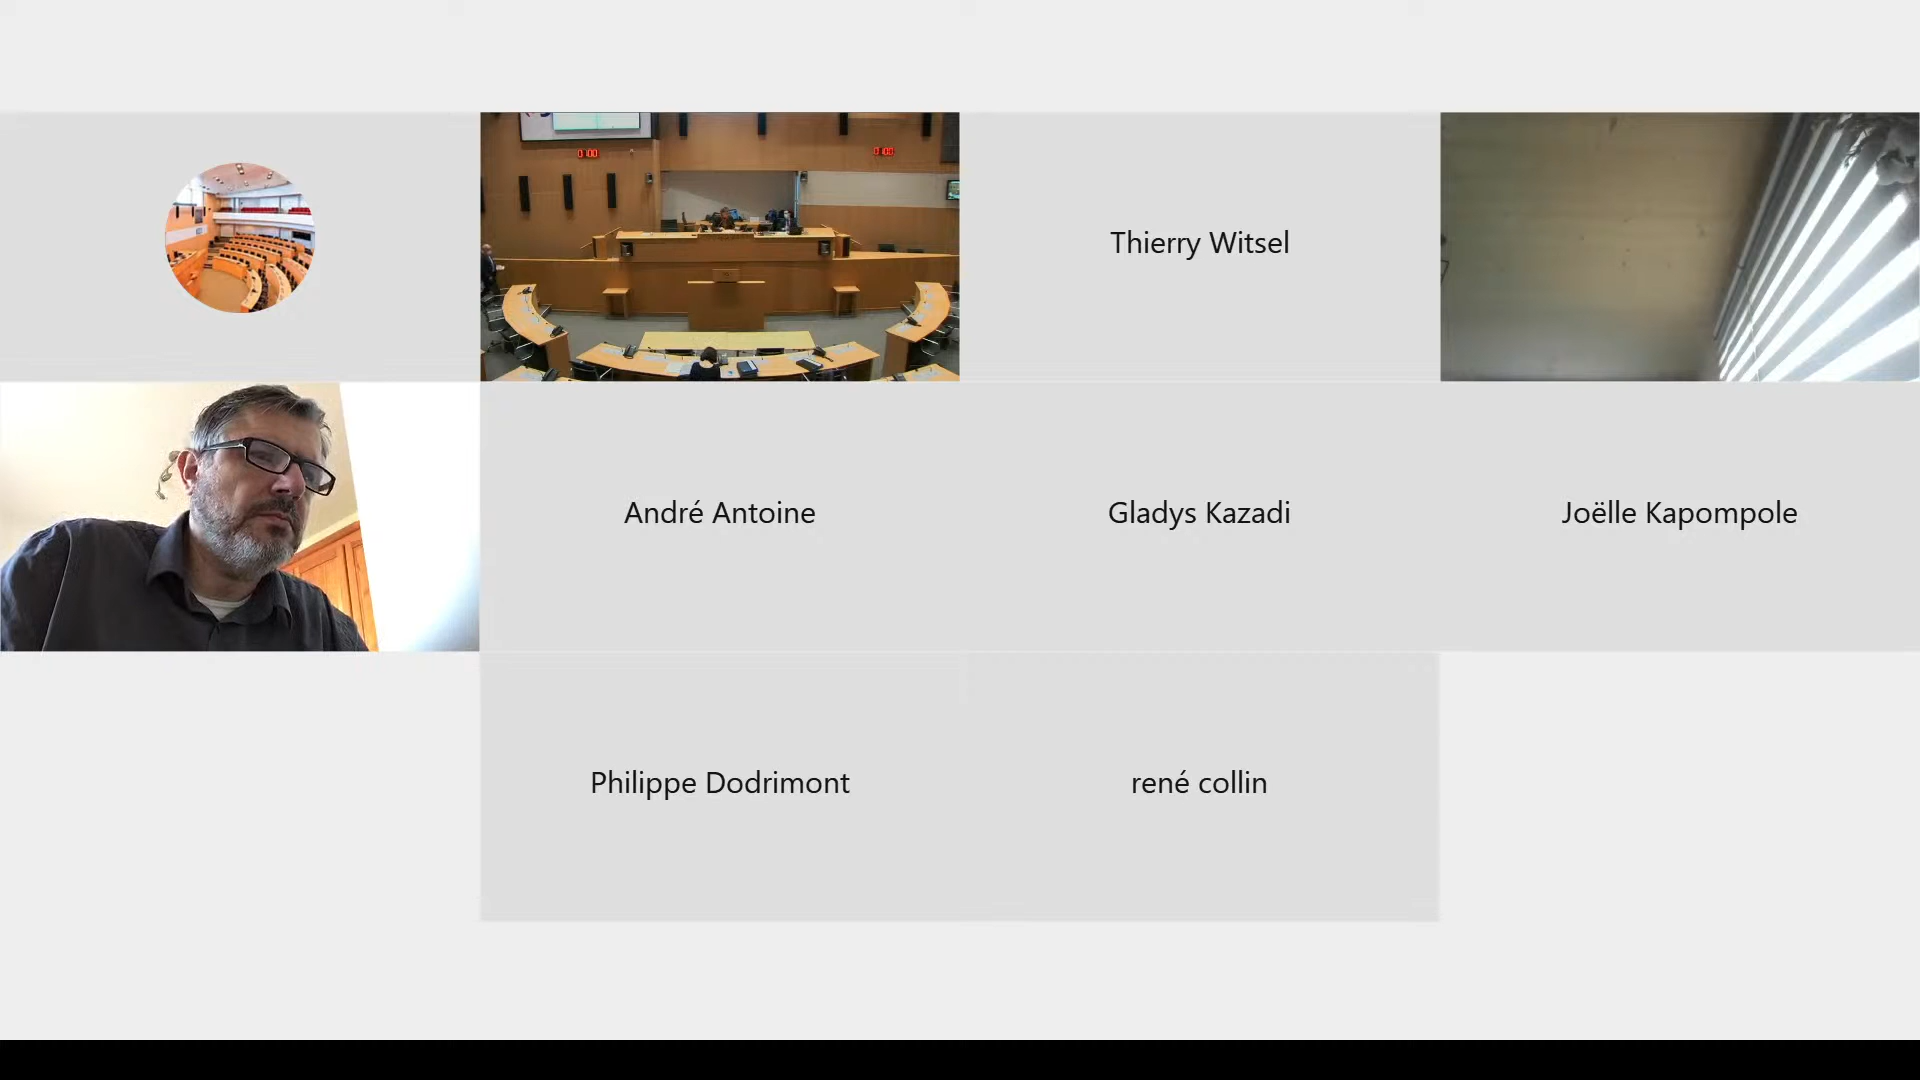 Thierry Witsel
André Antoine
Gladys Kazadi
Joëlle Kapompole
Philippe Dodrimont
rené collin